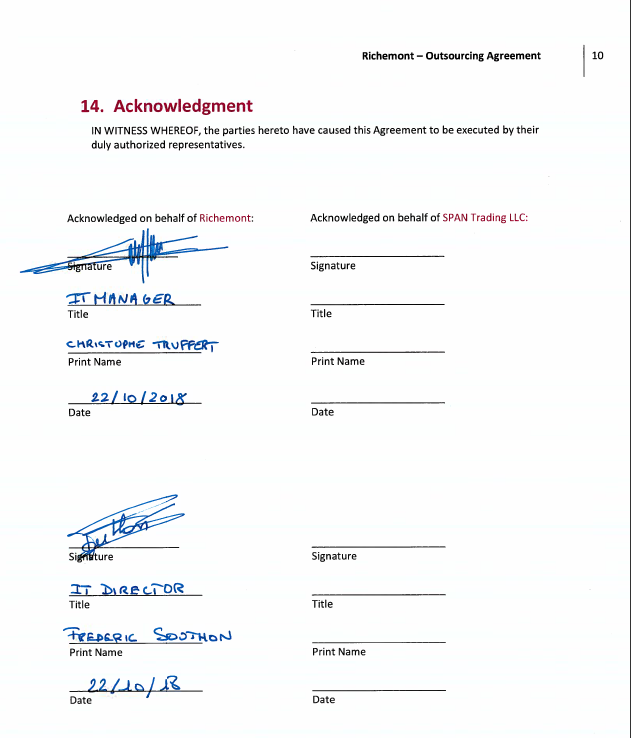 Richemont – Outsourcing Agreement 10
14. Acknowledgment
IN WITNESS WHEREOF, the parties hereto have caused this Agreement to be executed by their
duly authorized representatives.
Acknowledged on behalf of Richemont:
Signature
IT MANAGER
Title
CHRISTOPHE TRUFFERT
Print Name
22/10/2018
Date
Signature
IT DIRECTOR
Title
FREDERIC SOUTHON
Print Name
22/10/18
Date
Acknowledged on behalf of SPAN Trading LLC:
Signature
Title
Print Name
Date
Signature
Title
Print Name
Date